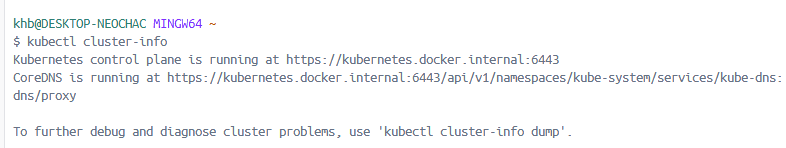 khb@DESKTOP-NEOCHAC MINGW64 ~
$ kubectl cluster-info
Kubernetes control plane is running at https://kubernetes.docker.internal:6443
CoreDNS is running at https://kubernetes.docker.internal:6443/api/v1/namespaces/kube-system/services/kube-dns:
dns/proxy
To further debug and diagnose cluster problems, use 'kubectl cluster-info dump'.